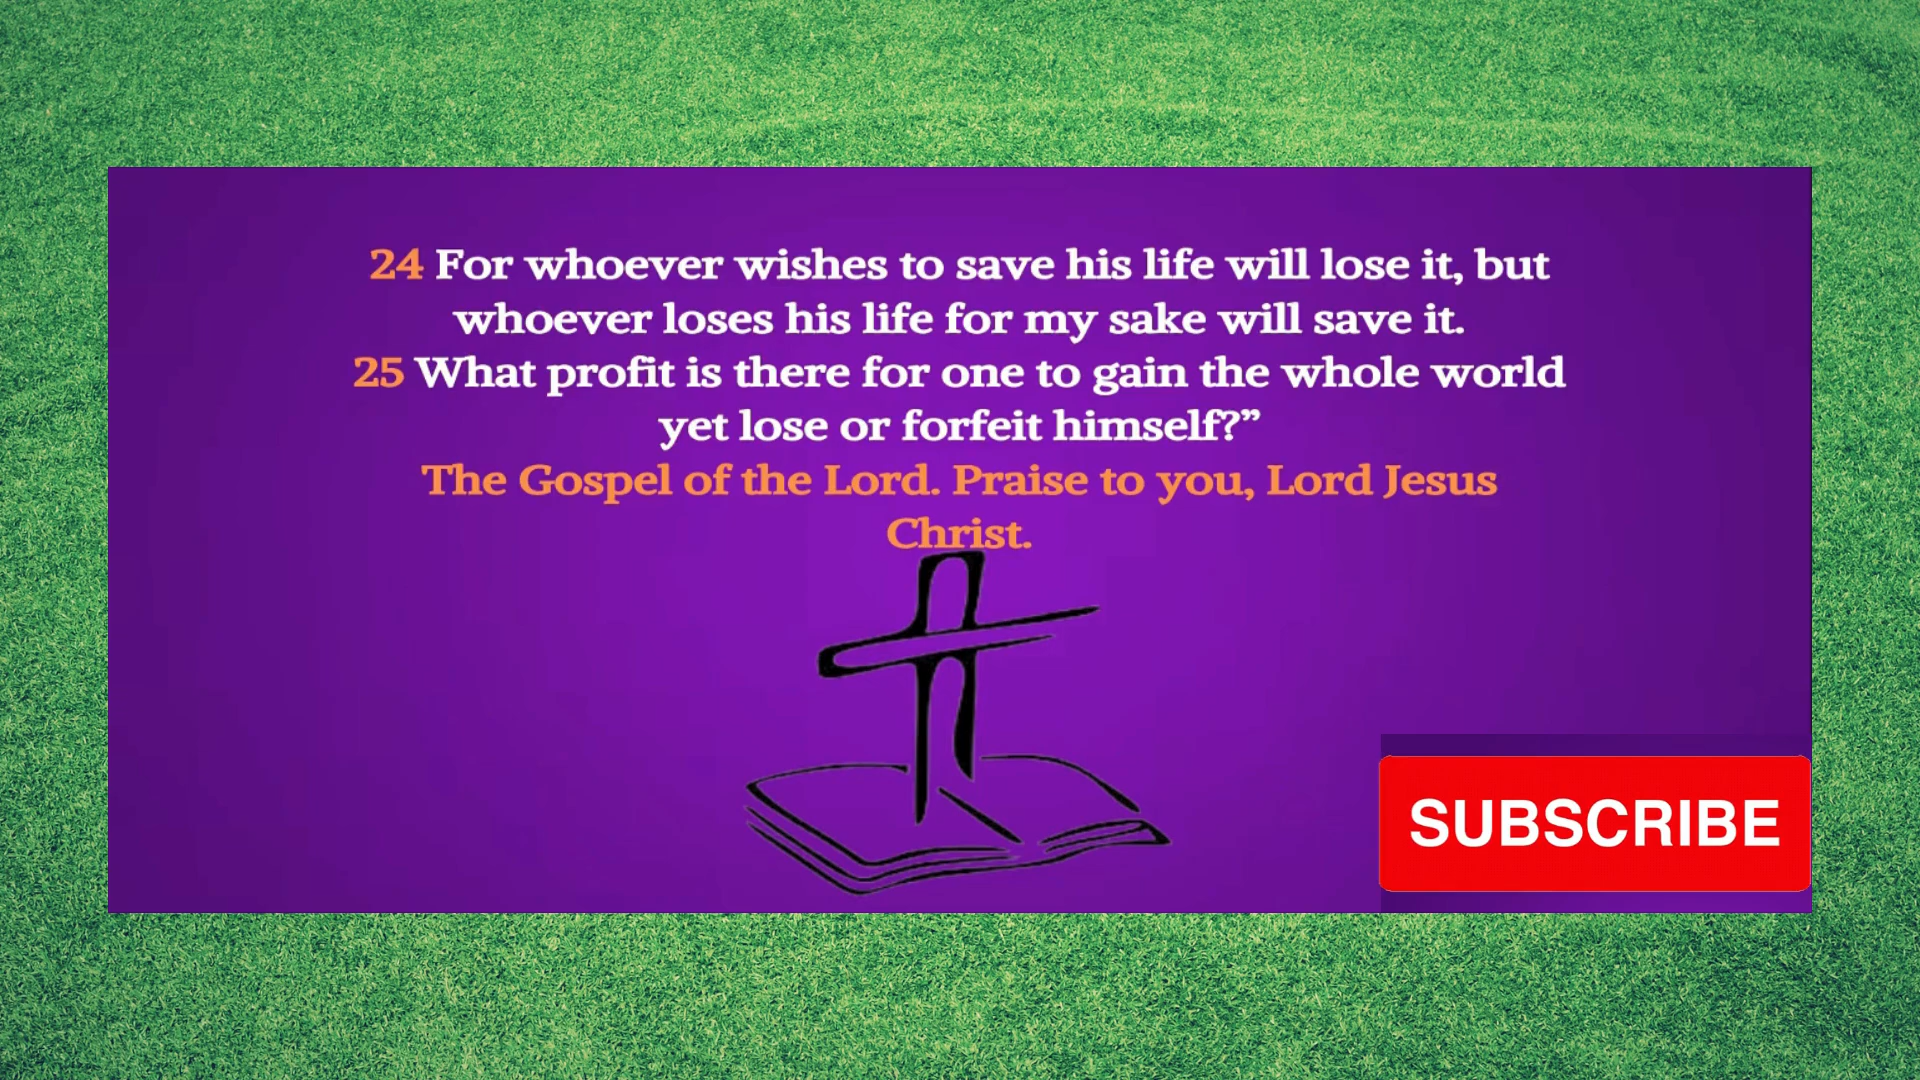 24 For whoever wishes to save his life will lose it, but
whoever loses his life for my sake will save it.
25 What profit is there for one to gain the whole world
yet lose or forfeit himself?”
The Gospel of the Lord. Praise to you, Lord Jesus
Christ.
SUBSCRIBE